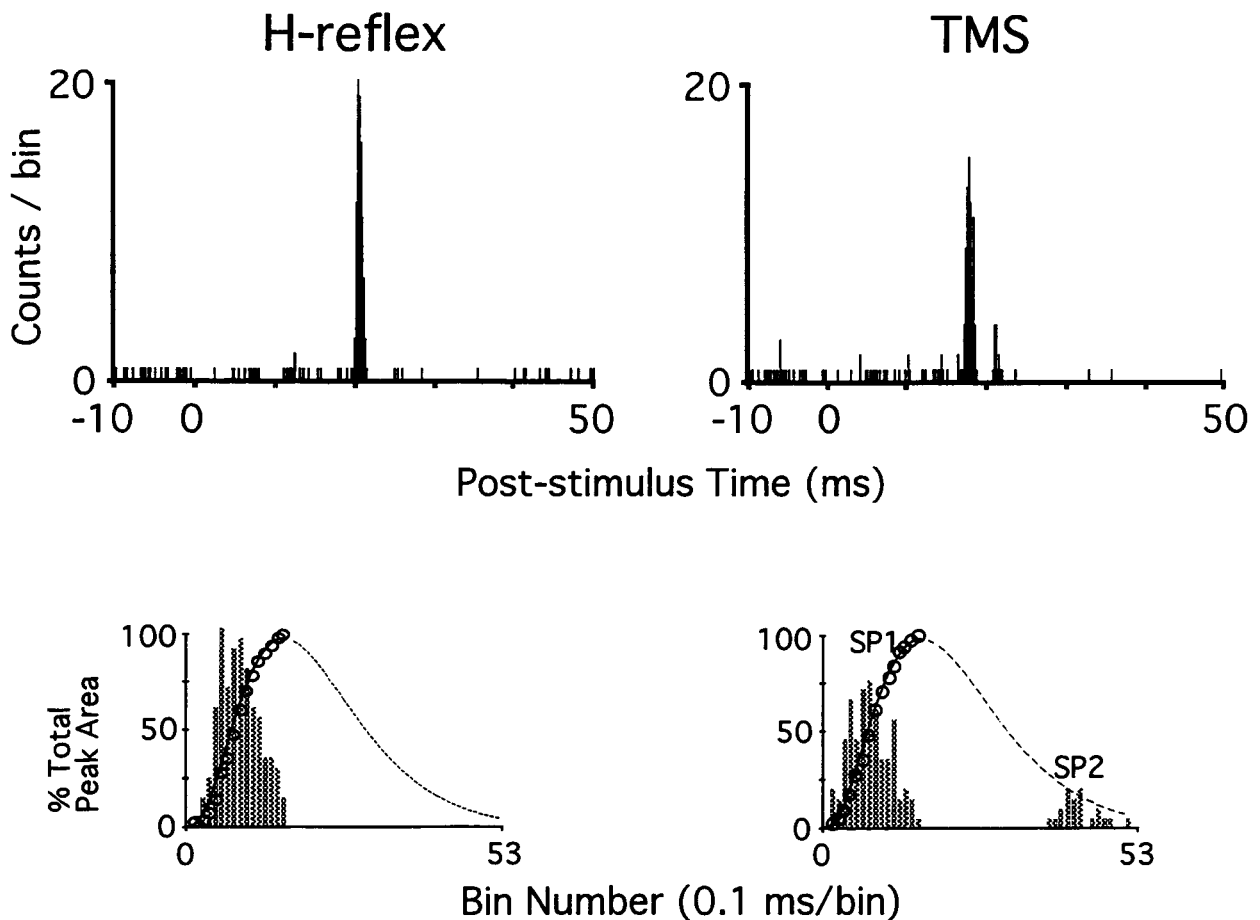 H-reflex
TMS
Counts / bin
20
0
-10 0 50
20
0
-10 0 50
Post-stimulus Time (ms)
% Total
Peak Area
100
50
0
0 53
100
50
0
SP1
SP2
0 53
Bin Number (0.1 ms/bin)